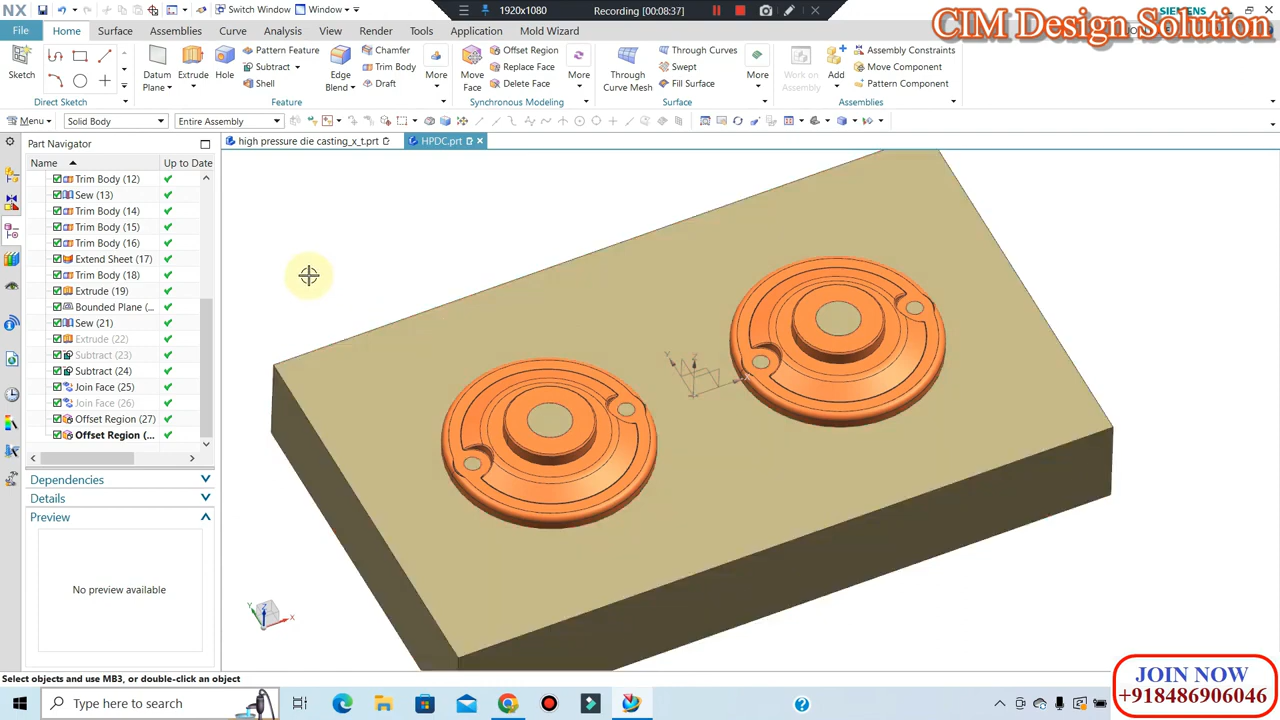 NX
Switch Window
Window
1920x1080
Recording [00:08:37]
SIEMENS
CIM Design Solution
File
Home
Surface
Assemblies
Curve
Analysis
View
Render
Tools
Application
Mold Wizard
Sketch
Datum
Plane
Extrude
Hole
Pattern Feature
Subtract
Shell
Edge
Blend
Chamfer
Trim Body
Draft
More
Move
Face
Offset Region
Replace Face
Delete Face
More
Through
Curve Mesh
Through Curves
Swept
Fill Surface
More
Work on
Assembly
Add
Assembly Constraints
Move Component
Pattern Component
Direct Sketch
Feature
Synchronous Modeling
Surface
Assemblies
Menu
Solid Body
Entire Assembly
Part Navigator
high pressure die casting_x_t.prt
HPDC.prt
Name
Up to Date
Trim Body (12)
Sew (13)
Trim Body (14)
Trim Body (15)
Trim Body (16)
Extend Sheet (17)
Trim Body (18)
Extrude (19)
Bounded Plane (...
Sew (21)
Extrude (22)
Subtract (23)
Subtract (24)
Join Face (25)
Join Face (26)
Offset Region (27)
Offset Region (...
Dependencies
Details
Preview
No preview available
Y
Z
X
Select objects and use MB3, or double-click an object
JOIN NOW
+918486906046
Type here to search